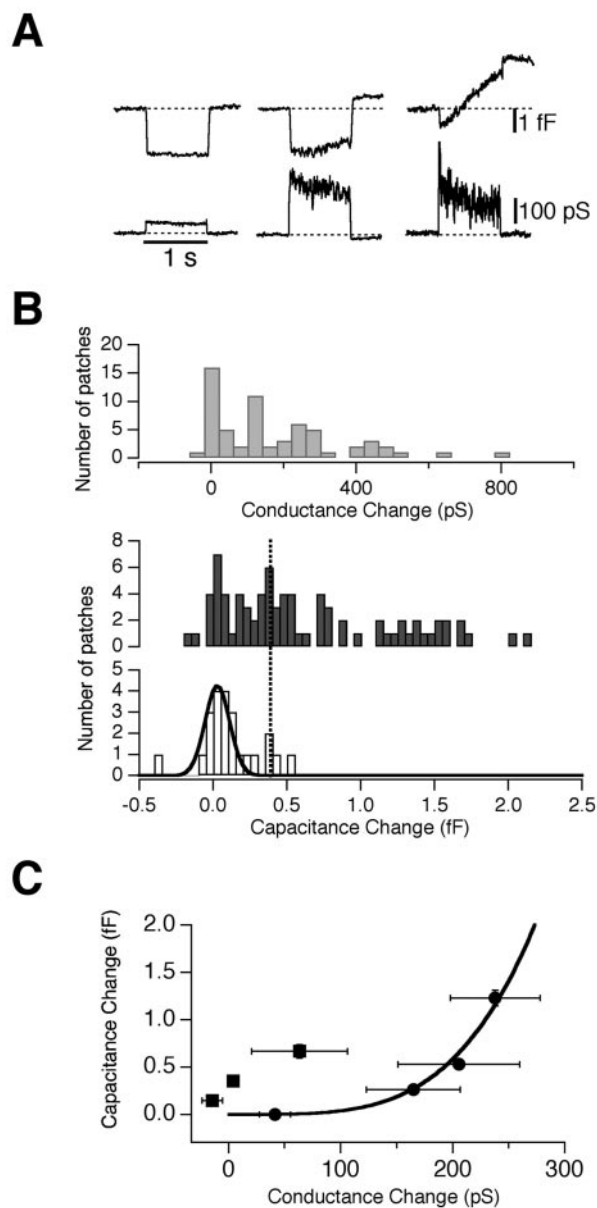 A
1 fF
100 pS
1 s
B
20
15
10
5
0
Number of patches
0 400 800
Conductance Change (pS)
8
6
4
2
0
Number of patches
5
4
3
2
1
0
-0.5 0.0 0.5 1.0 1.5 2.0 2.5
Capacitance Change (fF)
C
2.0
1.5
1.0
0.5
0.0
Capacitance Change (fF)
0 100 200 300
Conductance Change (pS)